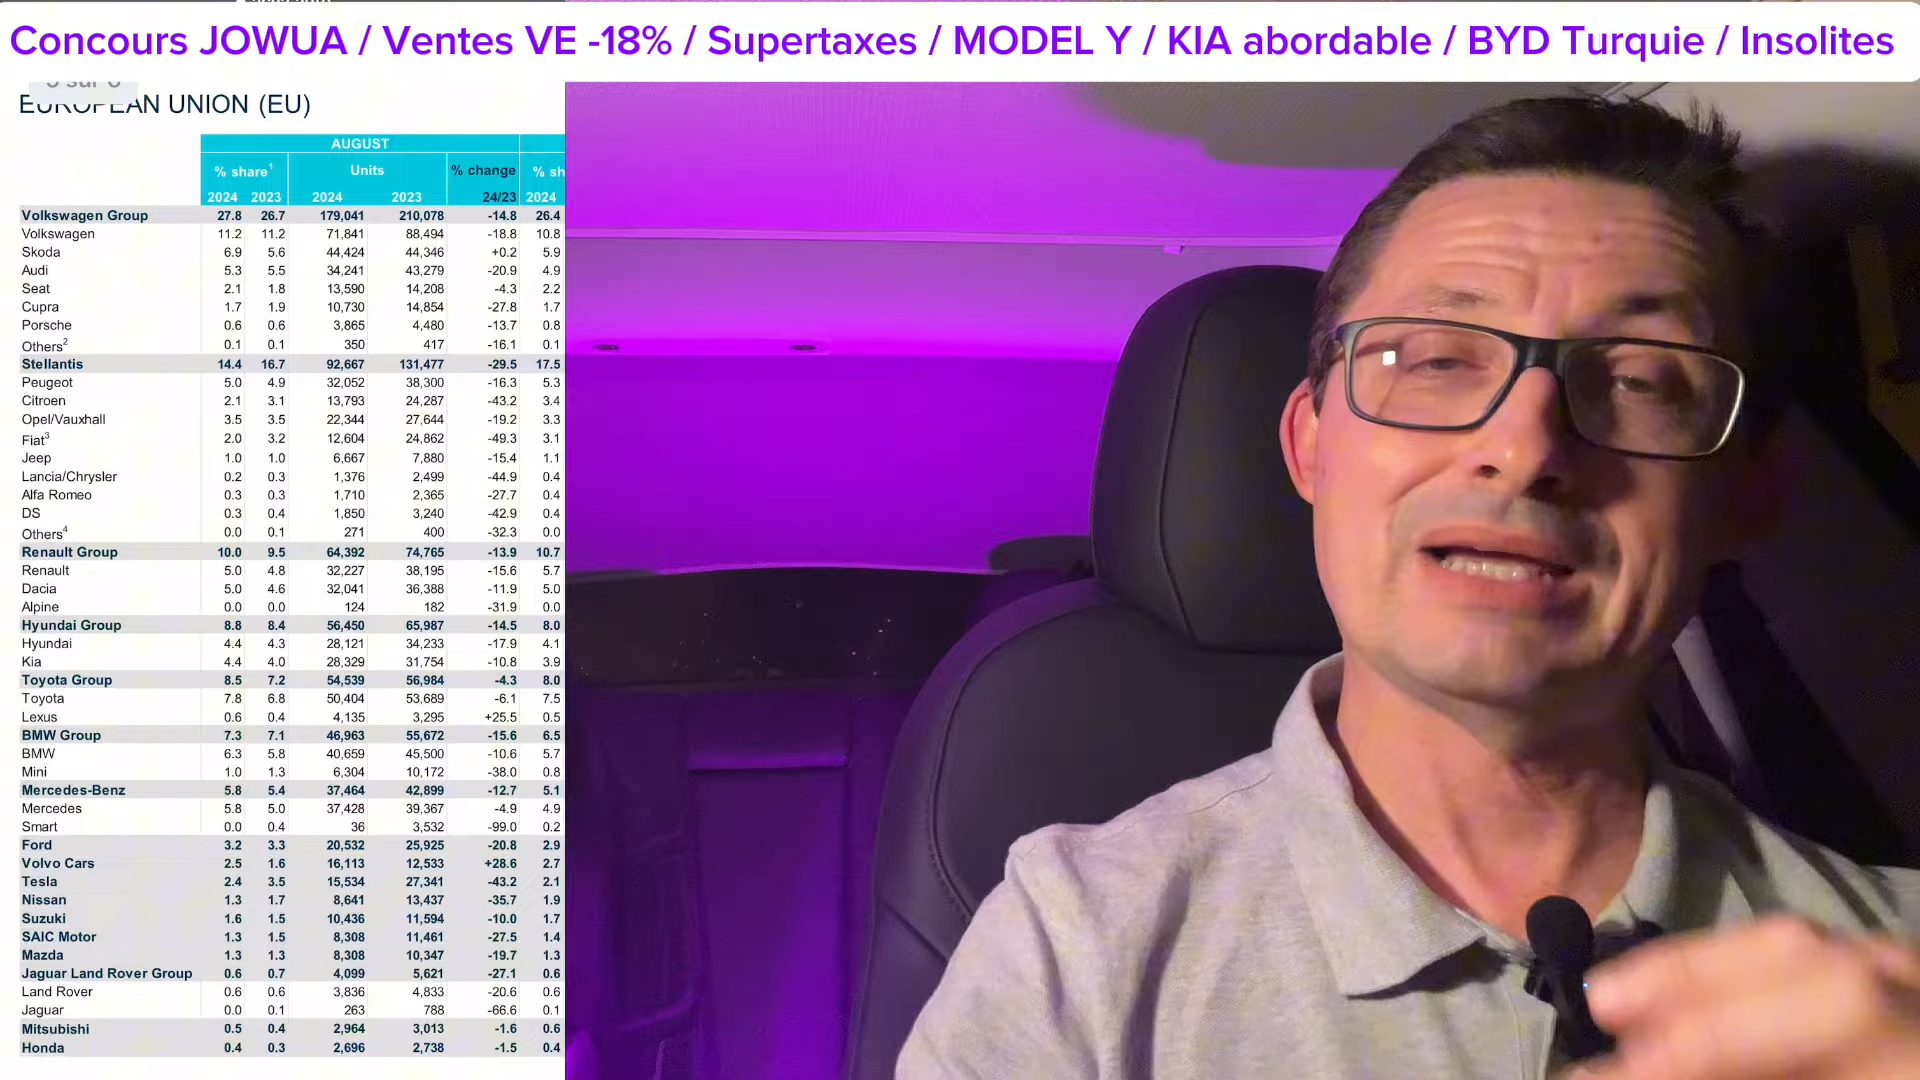 Concours JOWUA / Ventes VE -18% / Supertaxes / MODEL Y / KIA abordable / BYD Turquie / Insolites
EUROPEAN UNION (EU)
AUGUST
% share1 Units % change % sh
2024 2023 2024 2023 24/23 2024
Volkswagen Group 27.8 26.7 179,041 210,078 -14.8 26.4
Volkswagen 11.2 11.2 71,841 88,494 -18.8 10.8
Skoda 6.9 5.6 44,424 44,346 +0.2 5.9
Audi 5.3 5.5 34,241 43,279 -20.9 4.9
Seat 2.1 1.8 13,590 14,208 -4.3 2.2
Cupra 1.7 1.9 10,730 14,854 -27.8 1.7
Porsche 0.6 0.6 3,865 4,480 -13.7 0.8
Others2 0.1 0.1 350 417 -16.1 0.1
Stellantis 14.4 16.7 92,667 131,477 -29.5 17.5
Peugeot 5.0 4.9 32,052 38,300 -16.3 5.3
Citroen 2.1 3.1 13,793 24,287 -43.2 3.4
Opel/Vauxhall 3.5 3.5 22,344 27,644 -19.2 3.3
Fiat3 2.0 3.2 12,604 24,862 -49.3 3.1
Jeep 1.0 1.0 6,667 7,880 -15.4 1.1
Lancia/Chrysler 0.2 0.3 1,376 2,499 -44.9 0.4
Alfa Romeo 0.3 0.3 1,710 2,365 -27.7 0.4
DS 0.3 0.4 1,850 3,240 -42.9 0.4
Others4 0.0 0.1 271 400 -32.3 0.0
Renault Group 10.0 9.5 64,392 74,765 -13.9 10.7
Renault 5.0 4.8 32,227 38,195 -15.6 5.7
Dacia 5.0 4.6 32,041 36,388 -11.9 5.0
Alpine 0.0 0.0 124 182 -31.9 0.0
Hyundai Group 8.8 8.4 56,450 65,987 -14.5 8.0
Hyundai 4.4 4.3 28,121 34,233 -17.9 4.1
Kia 4.4 4.0 28,329 31,754 -10.8 3.9
Toyota Group 8.5 7.2 54,539 56,984 -4.3 8.0
Toyota 7.8 6.8 50,404 53,689 -6.1 7.5
Lexus 0.6 0.4 4,135 3,295 +25.5 0.5
BMW Group 7.3 7.1 46,963 55,672 -15.6 6.5
BMW 6.3 5.8 40,659 45,500 -10.6 5.7
Mini 1.0 1.3 6,304 10,172 -38.0 0.8
Mercedes-Benz 5.8 5.4 37,464 42,899 -12.7 5.1
Mercedes 5.8 5.0 37,428 39,367 -4.9 4.9
Smart 0.0 0.4 36 3,532 -99.0 0.2
Ford 3.2 3.3 20,532 25,925 -20.8 2.9
Volvo Cars 2.5 1.6 16,113 12,533 +28.6 2.7
Tesla 2.4 3.5 15,534 27,341 -43.2 2.1
Nissan 1.3 1.7 8,641 13,437 -35.7 1.9
Suzuki 1.6 1.5 10,436 11,594 -10.0 1.7
SAIC Motor 1.3 1.5 8,308 11,461 -27.5 1.4
Mazda 1.3 1.3 8,308 10,347 -19.7 1.3
Jaguar Land Rover Group 0.6 0.7 4,099 5,621 -27.1 0.6
Land Rover 0.6 0.6 3,836 4,833 -20.6 0.6
Jaguar 0.0 0.1 263 788 -66.6 0.1
Mitsubishi 0.5 0.4 2,964 3,013 -1.6 0.6
Honda 0.4 0.3 2,696 2,738 -1.5 0.4